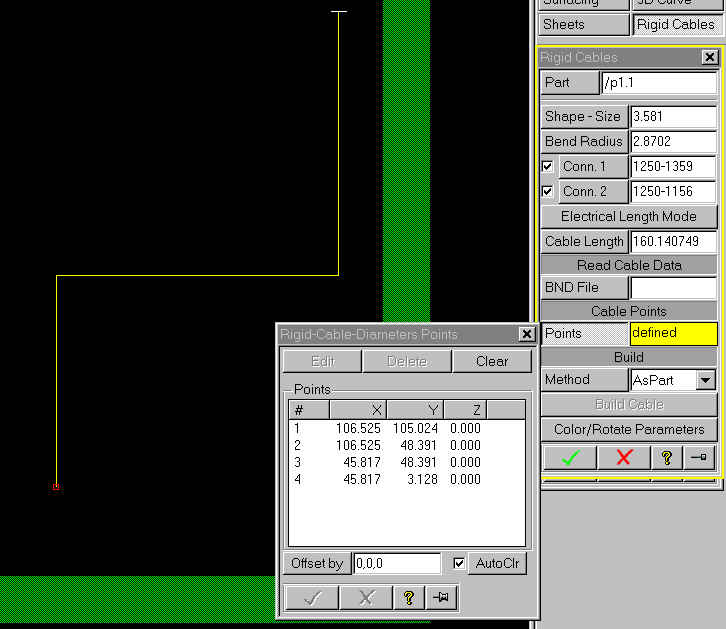 Surfacing 3D Curve
Sheets Rigid Cables
Rigid Cables
Part /p1.1
Shape - Size 3.581
Bend Radius 2.8702
Conn. 1 1250-1359
Conn. 2 1250-1156
Electrical Length Mode
Cable Length 160.140749
Read Cable Data
BND File
Cable Points
Points defined
Build
Method AsPart
Build Cable
Color/Rotate Parameters
Rigid-Cable-Diameters Points
Edit Delete Clear
Points
# X Y Z
1 106.525 105.024 0.000
2 106.525 48.391 0.000
3 45.817 48.391 0.000
4 45.817 3.128 0.000
Offset by 0,0,0 AutoClr